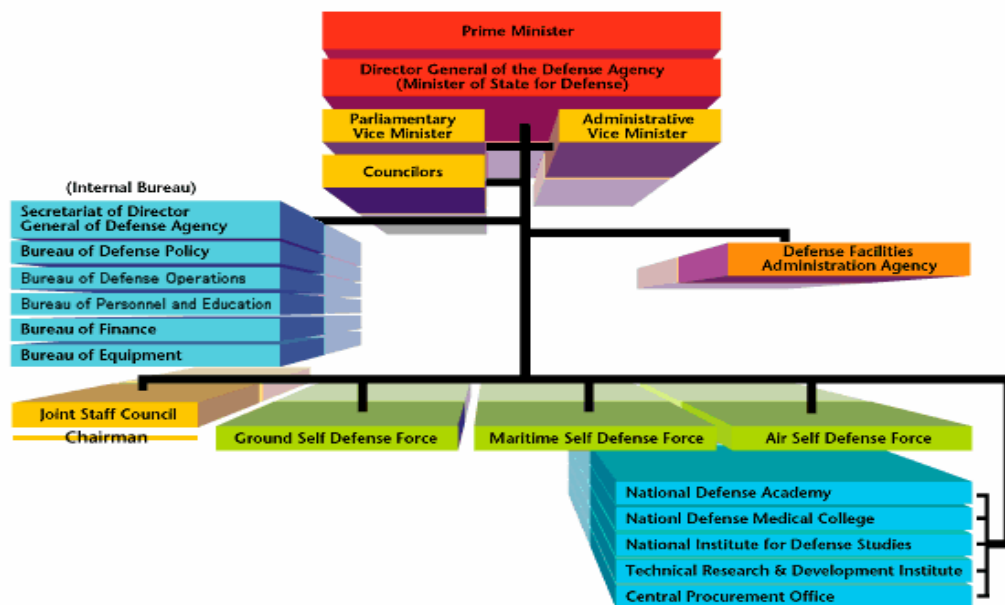 Prime Minister
Director General of the Defense Agency
(Minister of State for Defense)
Parliamentary
Vice Minister
Administrative
Vice Minister
Councilors
(Internal Bureau)
Secretariat of Director
General of Defense Agency
Bureau of Defense Policy
Bureau of Defense Operations
Bureau of Personnel and Education
Bureau of Finance
Bureau of Equipment
Defense Facilities
Administration Agency
Joint Staff Council
Chairman
Ground Self Defense Force
Maritime Self Defense Force
Air Self Defense Force
National Defense Academy
Nationl Defense Medical College
National Institute for Defense Studies
Technical Research & Development Institute
Central Procurement Office